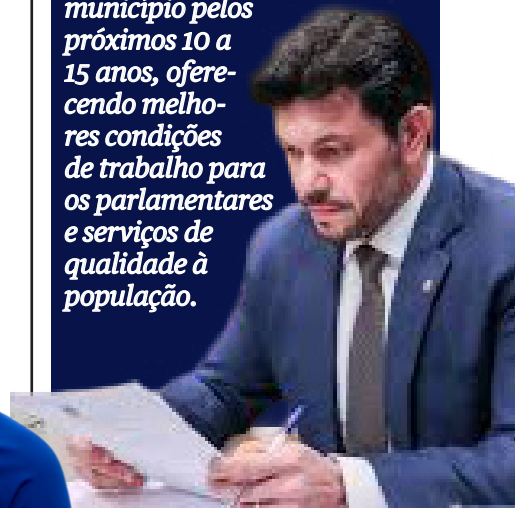 município pelos
próximos 10 a
15 anos, ofere-
cendo melho-
res condições
de trabalho para
os parlamentares
e serviços de
qualidade à
população.